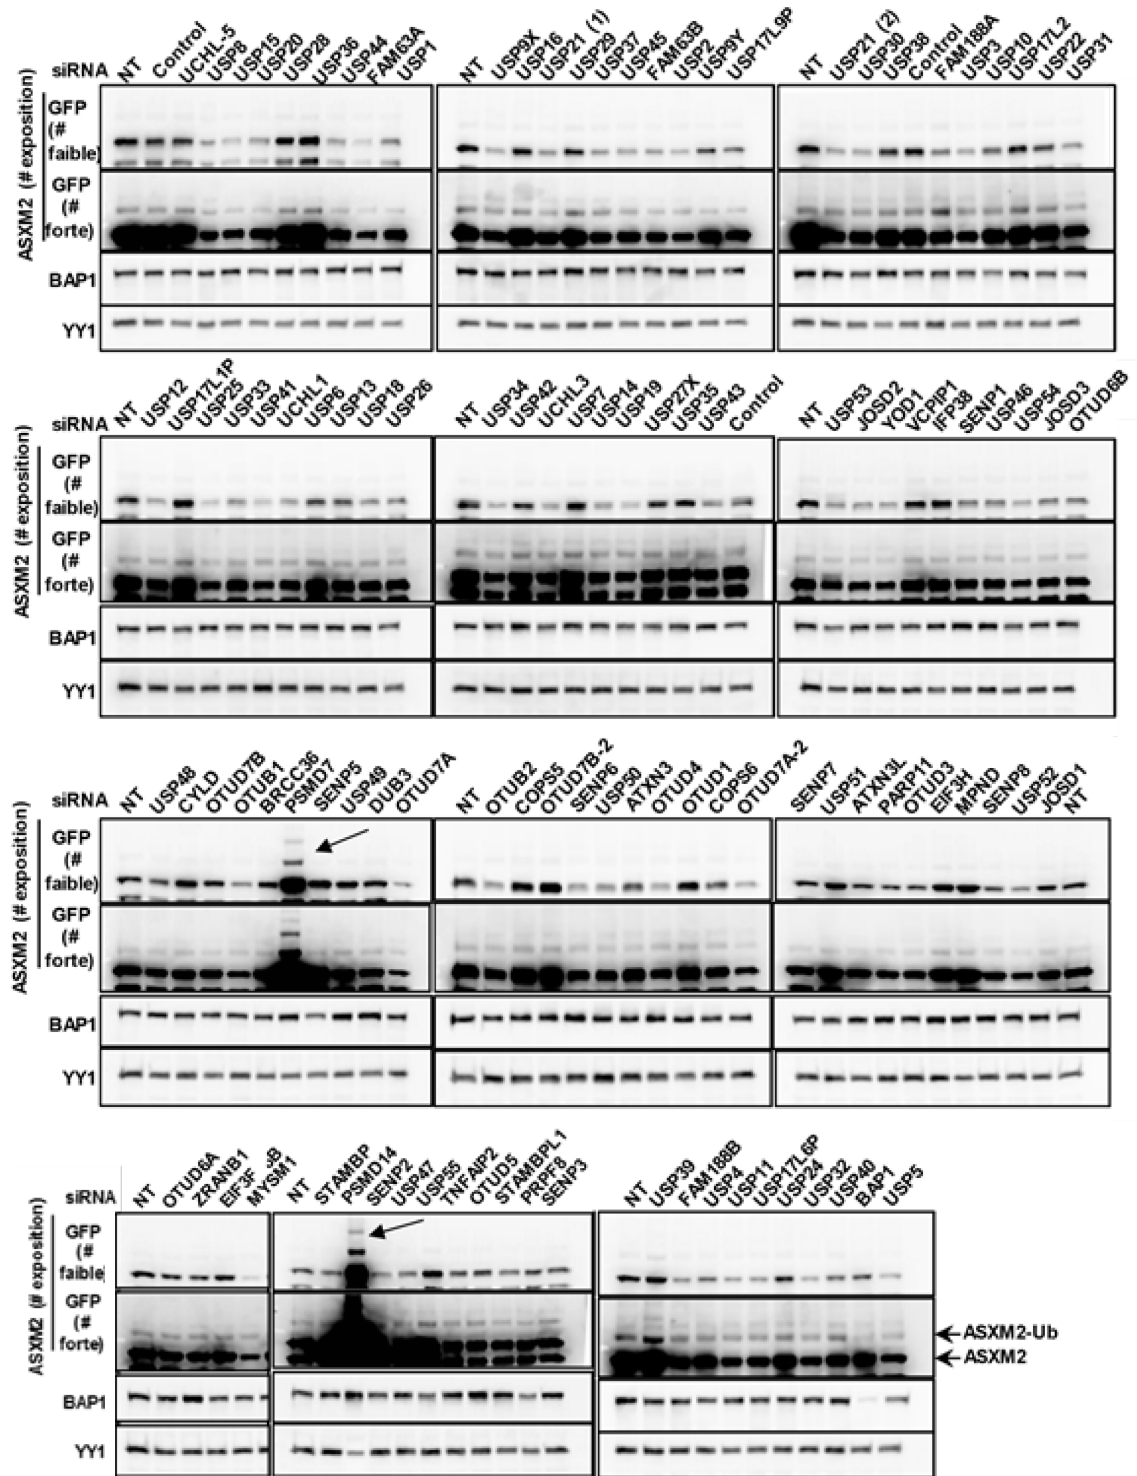 siRNA NT Control UCHL-5 USP8 USP15 USP20 USP28 USP36 USP44 FAM63A USP1
NT USP9X USP16 USP21 (1) USP29 USP37 USP45 FAM63B USP2 USP9Y USP17L9P
NT USP21 (2) USP30 USP38 Control FAM188A USP3 USP10 USP17L2 USP22 USP31
ASXM2 (# exposition)
GFP
(#
faible)
GFP
(#
forte)
BAP1
YY1
siRNA NT USP12 USP17L1P USP25 USP33 USP41 UCHL1 USP6 USP13 USP18 USP26
NT USP34 USP42 UCHL3 USP7 USP14 USP19 USP27X USP35 USP43 Control
NT USP53 JOSD2 YOD1 VCPIP1 IFP38 SENP1 USP46 USP54 JOSD3 OTUD6B
ASXM2 (# exposition)
GFP
(#
faible)
GFP
(#
forte)
BAP1
YY1
siRNA NT USP48 CYLD OTUD7B OTUB1 BRCC36 PSMD7 SENP5 USP49 DUB3 OTUD7A
NT OTUB2 COPS5 OTUD7B-2 SENP6 USP50 ATXN3 OTUD4 OTUD1 COPS6 OTUD7A-2
SENP7 USP51 ATXN3L PARP11 OTUD3 EIF3H MPND SENP8 USP52 JOSD1 NT
ASXM2 (# exposition)
GFP
(#
faible)
GFP
(#
forte)
BAP1
YY1
siRNA NT OTUD6A ZRANB1 EIF3F MYSM1
NT STAMBP PSMD14 SENP2 USP47 USP55 TNFAIP2 OTUD5 STAMBPL1 PRPF8 SENP3
NT USP39 FAM188B USP4 USP11 USP17L6P USP24 USP32 USP40 BAP1 USP5
ASXM2 (# exposition)
GFP
(#
faible)
GFP
(#
forte)
ASXM2-Ub
ASXM2
BAP1
YY1